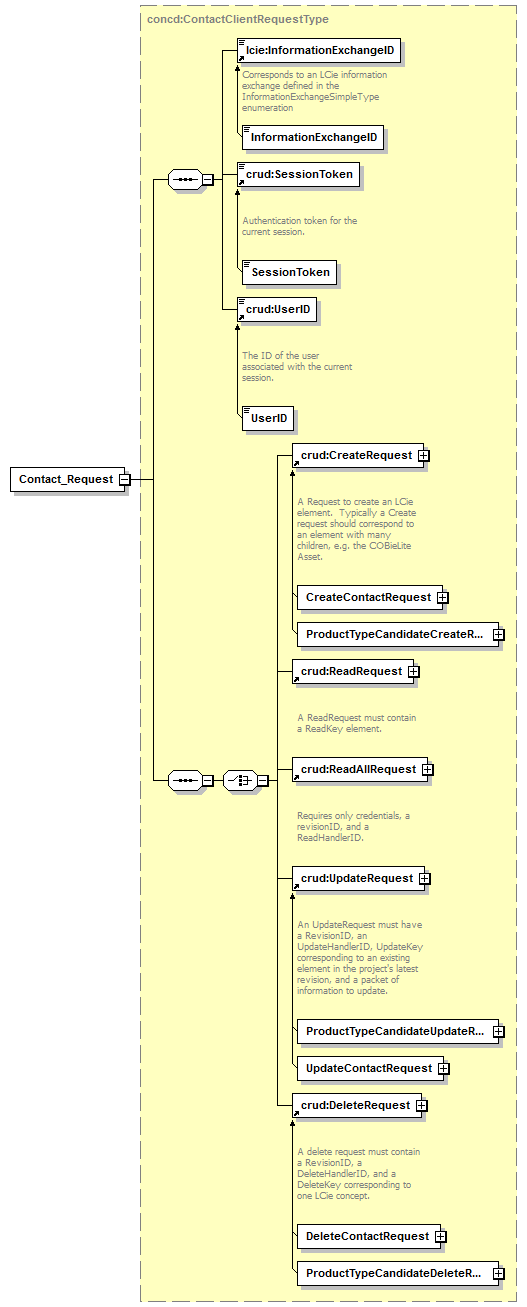 concd:ContactClientRequestType
lcie:InformationExchangeID
Corresponds to an LCie information
exchange defined in the
InformationExchangeSimpleType
enumeration
InformationExchangeID
crud:SessionToken
Authentication token for the
current session.
SessionToken
crud:UserID
The ID of the user
associated with the current
session.
UserID
Contact_Request
crud:CreateRequest
A Request to create an LCie
element.  Typically a Create
request should correspond to
an element with many
children, e.g. the COBieLite
Asset.
CreateContactRequest
ProductTypeCandidateCreateR...
crud:ReadRequest
A ReadRequest must contain
a ReadKey element.
crud:ReadAllRequest
Requires only credentials, a
revisionID, and a
ReadHandlerID.
crud:UpdateRequest
An UpdateRequest must have
a RevisionID, an
UpdateHandlerID, UpdateKey
corresponding to an existing
element in the project's latest
revision, and a packet of
information to update.
ProductTypeCandidateUpdateR...
UpdateContactRequest
crud:DeleteRequest
A delete request must contain
a RevisionID, a
DeleteHandlerID, and a
DeleteKey corresponding to
one LCie concept.
DeleteContactRequest
ProductTypeCandidateDeleteR...